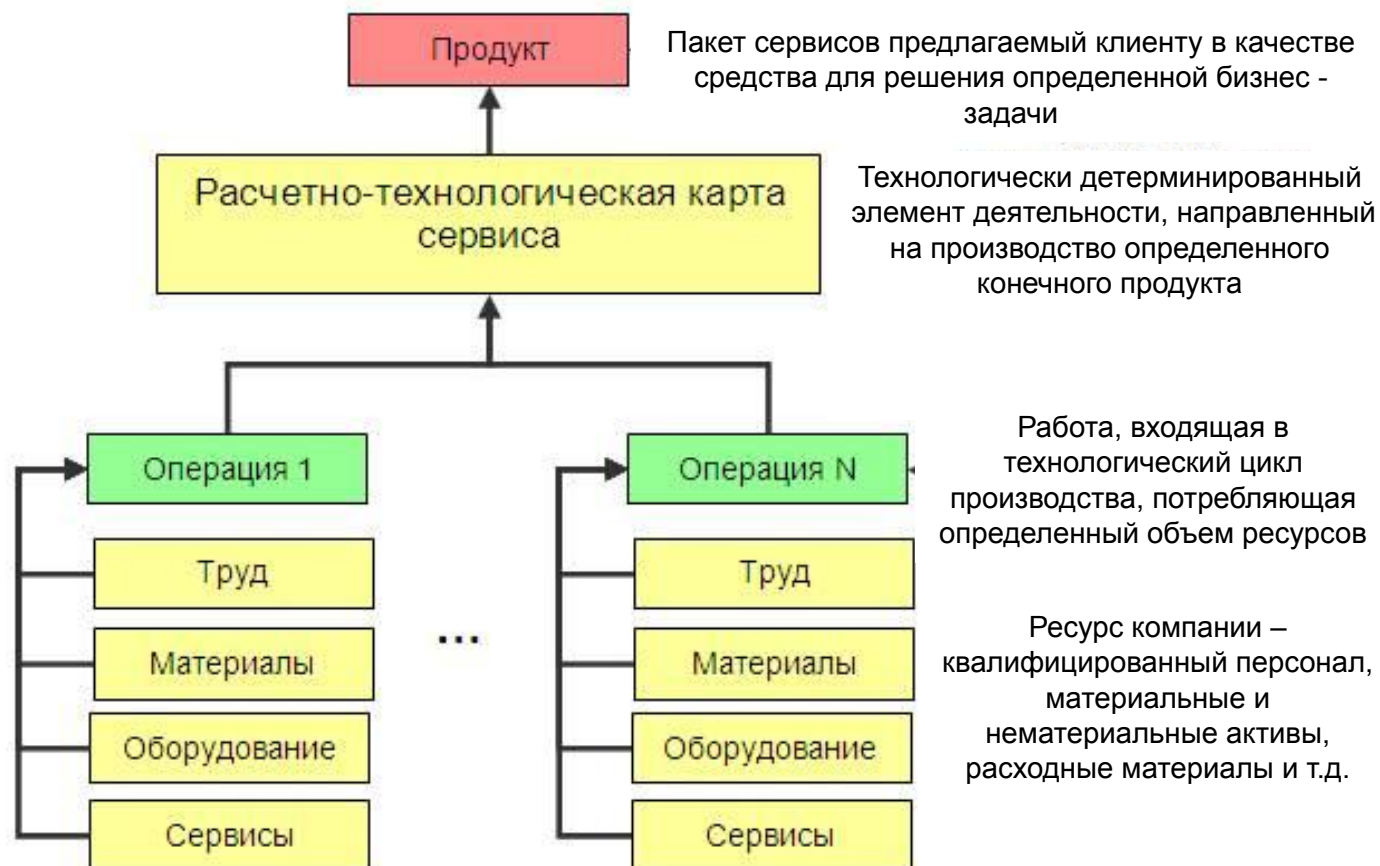 Продукт
Пакет сервисов предлагаемый клиенту в качестве
средства для решения определенной бизнес -
задачи
Расчетно-технологическая карта
сервиса
Технологически детерминированный
элемент деятельности, направленный
на производство определенного
конечного продукта
Операция 1
Операция N
Работа, входящая в
технологический цикл
производства, потребляющая
определенный объем ресурсов
Труд
Труд
...
Материалы
Материалы
Оборудование
Оборудование
Сервисы
Сервисы
Ресурс компании –
квалифицированный персонал,
материальные и
нематериальные активы,
расходные материалы и т.д.